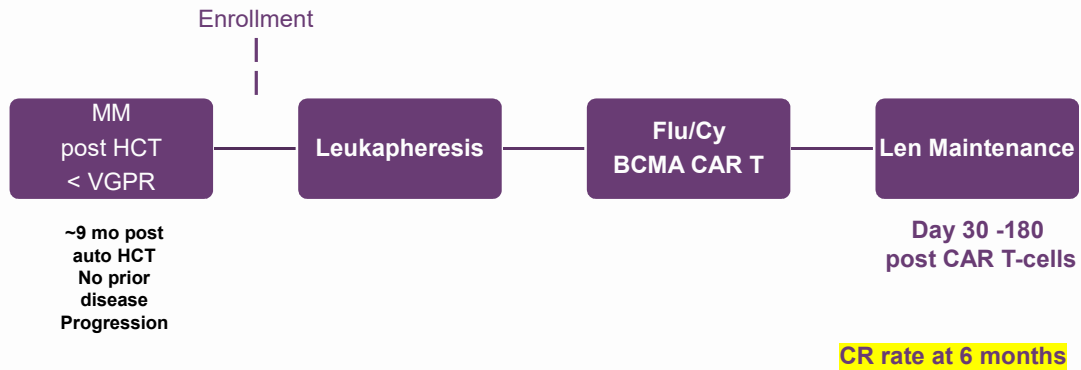 Enrollment
MM
post HCT
< VGPR
Leukapheresis
Flu/Cy
BCMA CAR T
Len Maintenance
~9 mo post
auto HCT
No prior
disease
Progression
Day 30 -180
post CAR T-cells
CR rate at 6 months